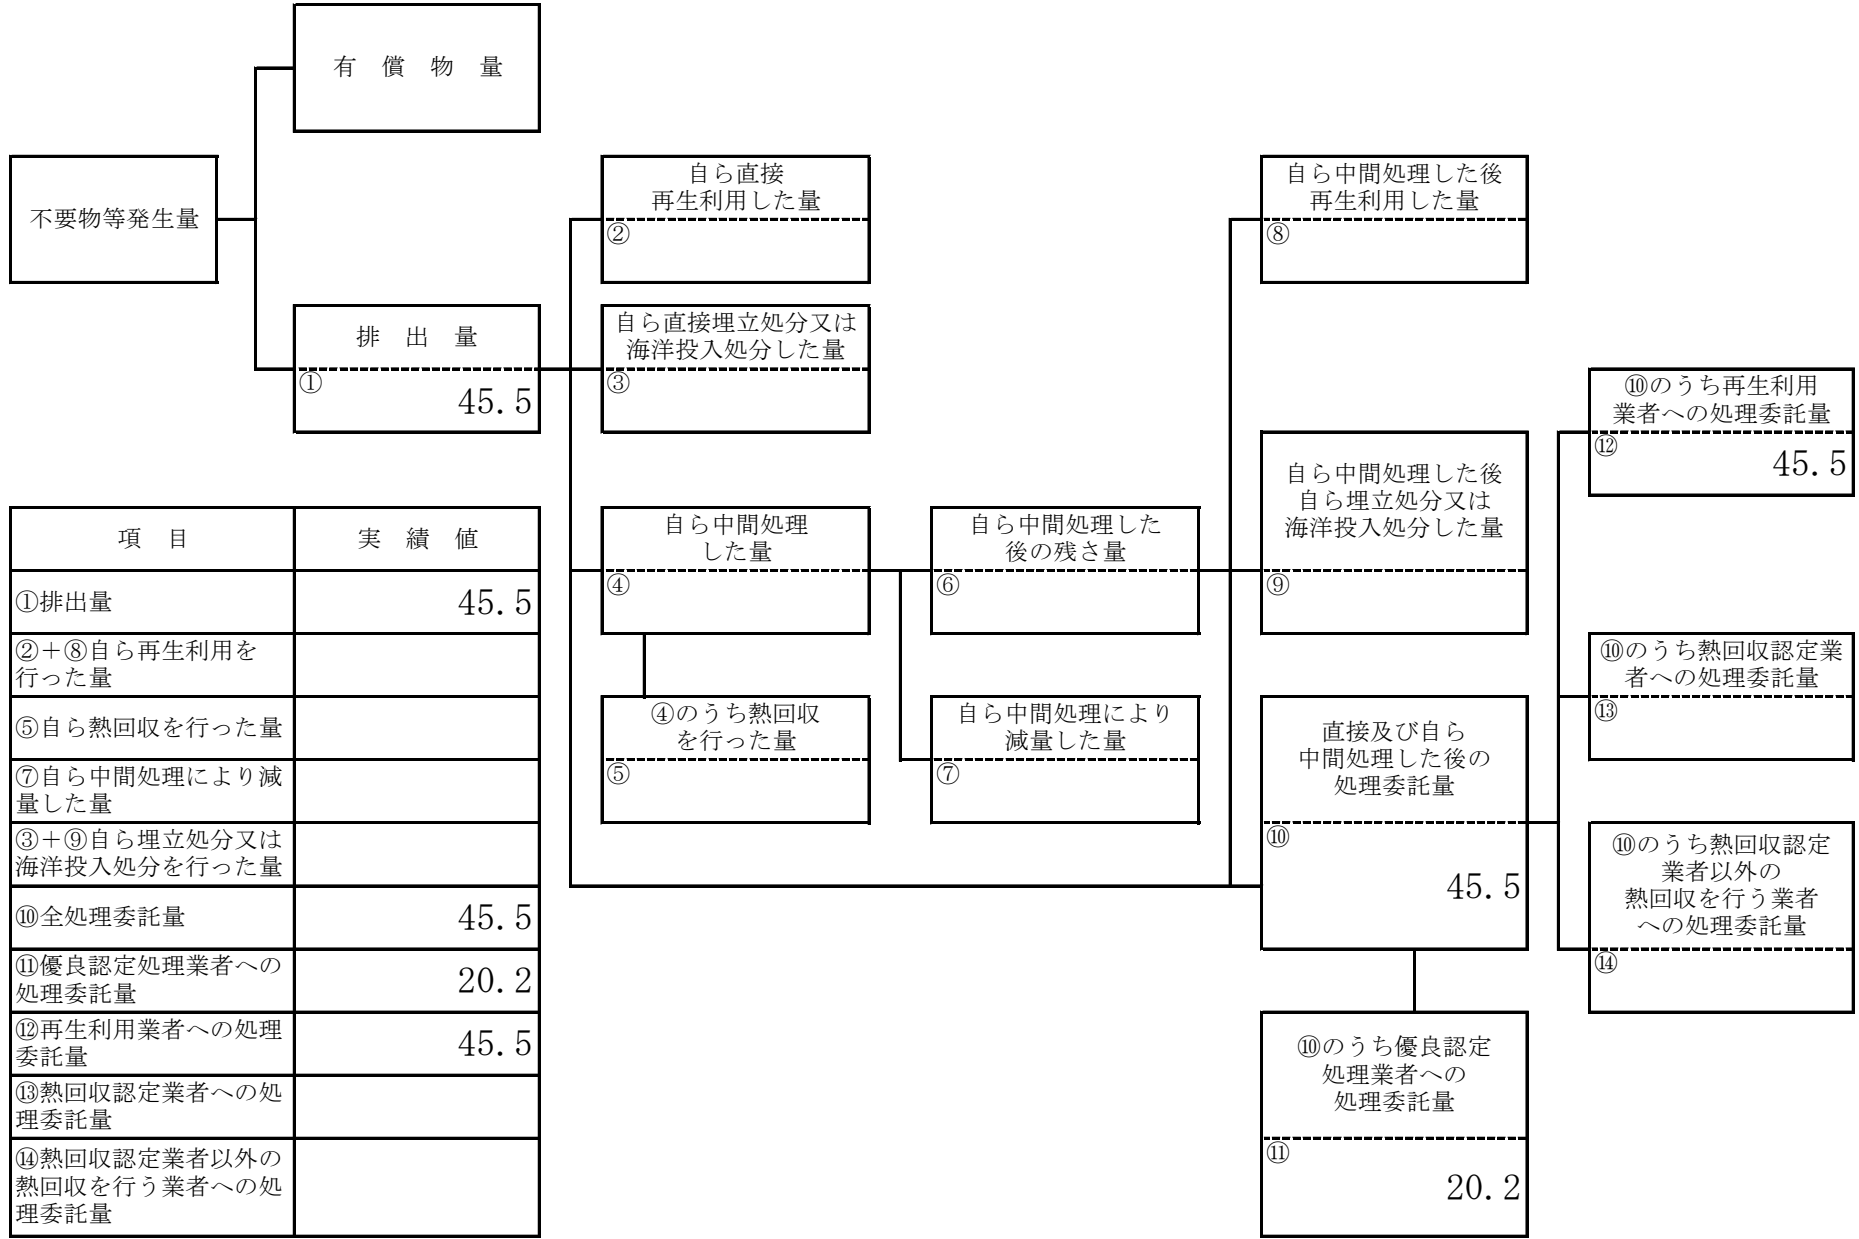 有 償 物 量
不要物等発生量
排 出 量
①
45.5
自ら直接
再生利用した量
②
自ら直接埋立処分又は
海洋投入処分した量
③
自ら中間処理
した量
④
④のうち熱回収
を行った量
⑤
自ら中間処理した
後の残さ量
⑥
自ら中間処理により
減量した量
⑦
自ら中間処理した後
再生利用した量
⑧
自ら中間処理した後
自ら埋立処分又は
海洋投入処分した量
⑨
直接及び自ら
中間処理した後の
処理委託量
⑩
45.5
⑩のうち優良認定
処理業者への
処理委託量
⑪
20.2
⑩のうち再生利用
業者への処理委託量
⑫
45.5
⑩のうち熱回収認定業
者への処理委託量
⑬
⑩のうち熱回収認定
業者以外の
熱回収を行う業者
への処理委託量
⑭
項 目 実 績 値
①排出量 45.5
②+⑧自ら再生利用を
行った量
⑤自ら熱回収を行った量
⑦自ら中間処理により減
量した量
③+⑨自ら埋立処分又は
海洋投入処分を行った量
⑩全処理委託量 45.5
⑪優良認定処理業者への
処理委託量 20.2
⑫再生利用業者への処理
委託量 45.5
⑬熱回収認定業者への処
理委託量
⑭熱回収認定業者以外の
熱回収を行う業者への処
理委託量